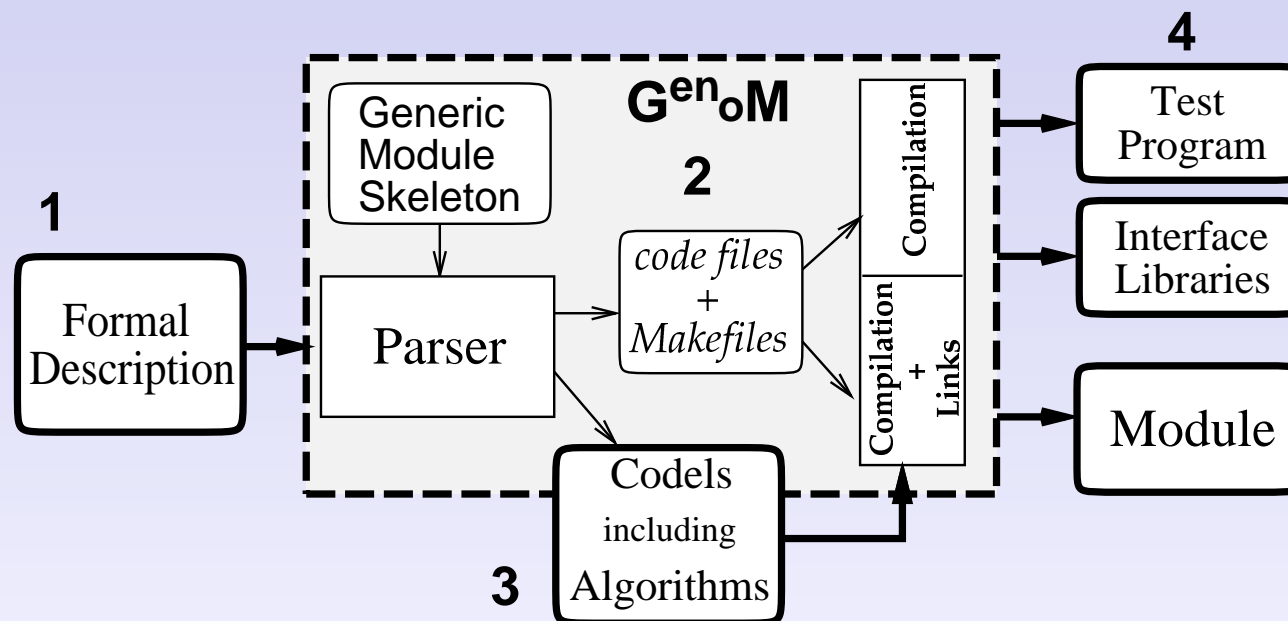 4
GenoM
Generic
Module
Skeleton
Compilation
Test
Program
2
1
code files
+
Makefiles
Interface
Libraries
Formal
Description
Parser
Compilation
+
Links
Module
Codels
including
Algorithms
3